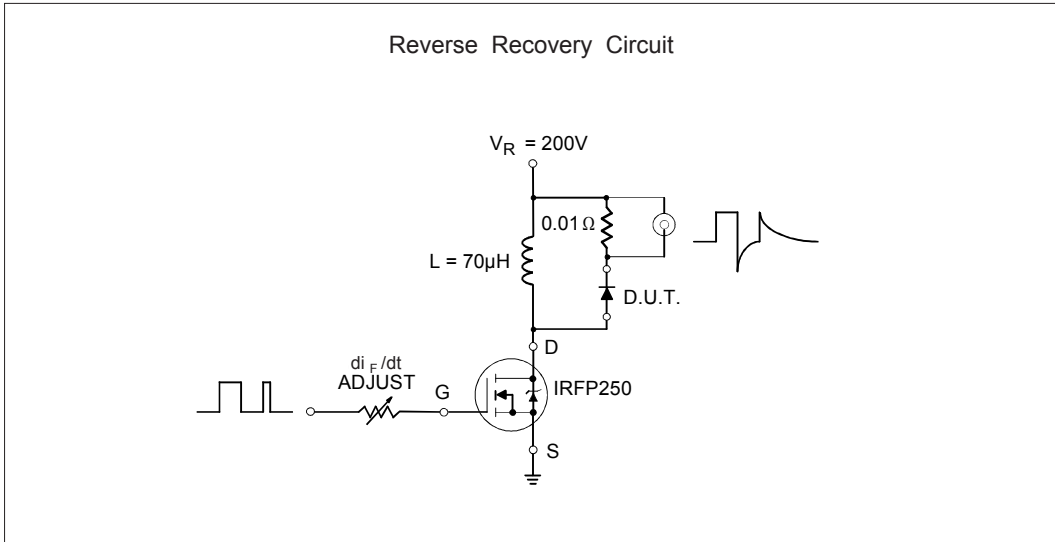 Reverse Recovery Circuit
V_R = 200V
0.01 Ω
L = 70µH
D.U.T.
D
di_F/dt
ADJUST
G
IRFP250
S